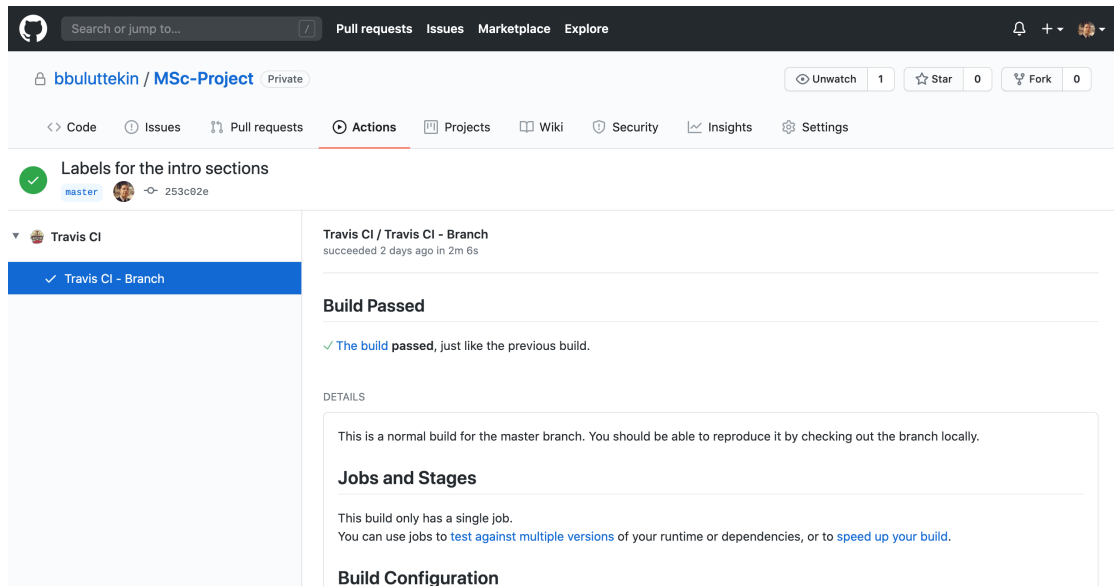 Search or jump to... /
Pull requests Issues Marketplace Explore
bbuluttekin / MSc-Project Private
Unwatch 1 Star 0 Fork 0
Code Issues Pull requests Actions Projects Wiki Security Insights Settings
Labels for the intro sections
master 253c02e
Travis CI
Travis CI - Branch
Travis CI / Travis CI - Branch
succeeded 2 days ago in 2m 6s
Build Passed
The build passed, just like the previous build.
DETAILS
This is a normal build for the master branch. You should be able to reproduce it by checking out the branch locally.
Jobs and Stages
This build only has a single job.
You can use jobs to test against multiple versions of your runtime or dependencies, or to speed up your build.
Build Configuration